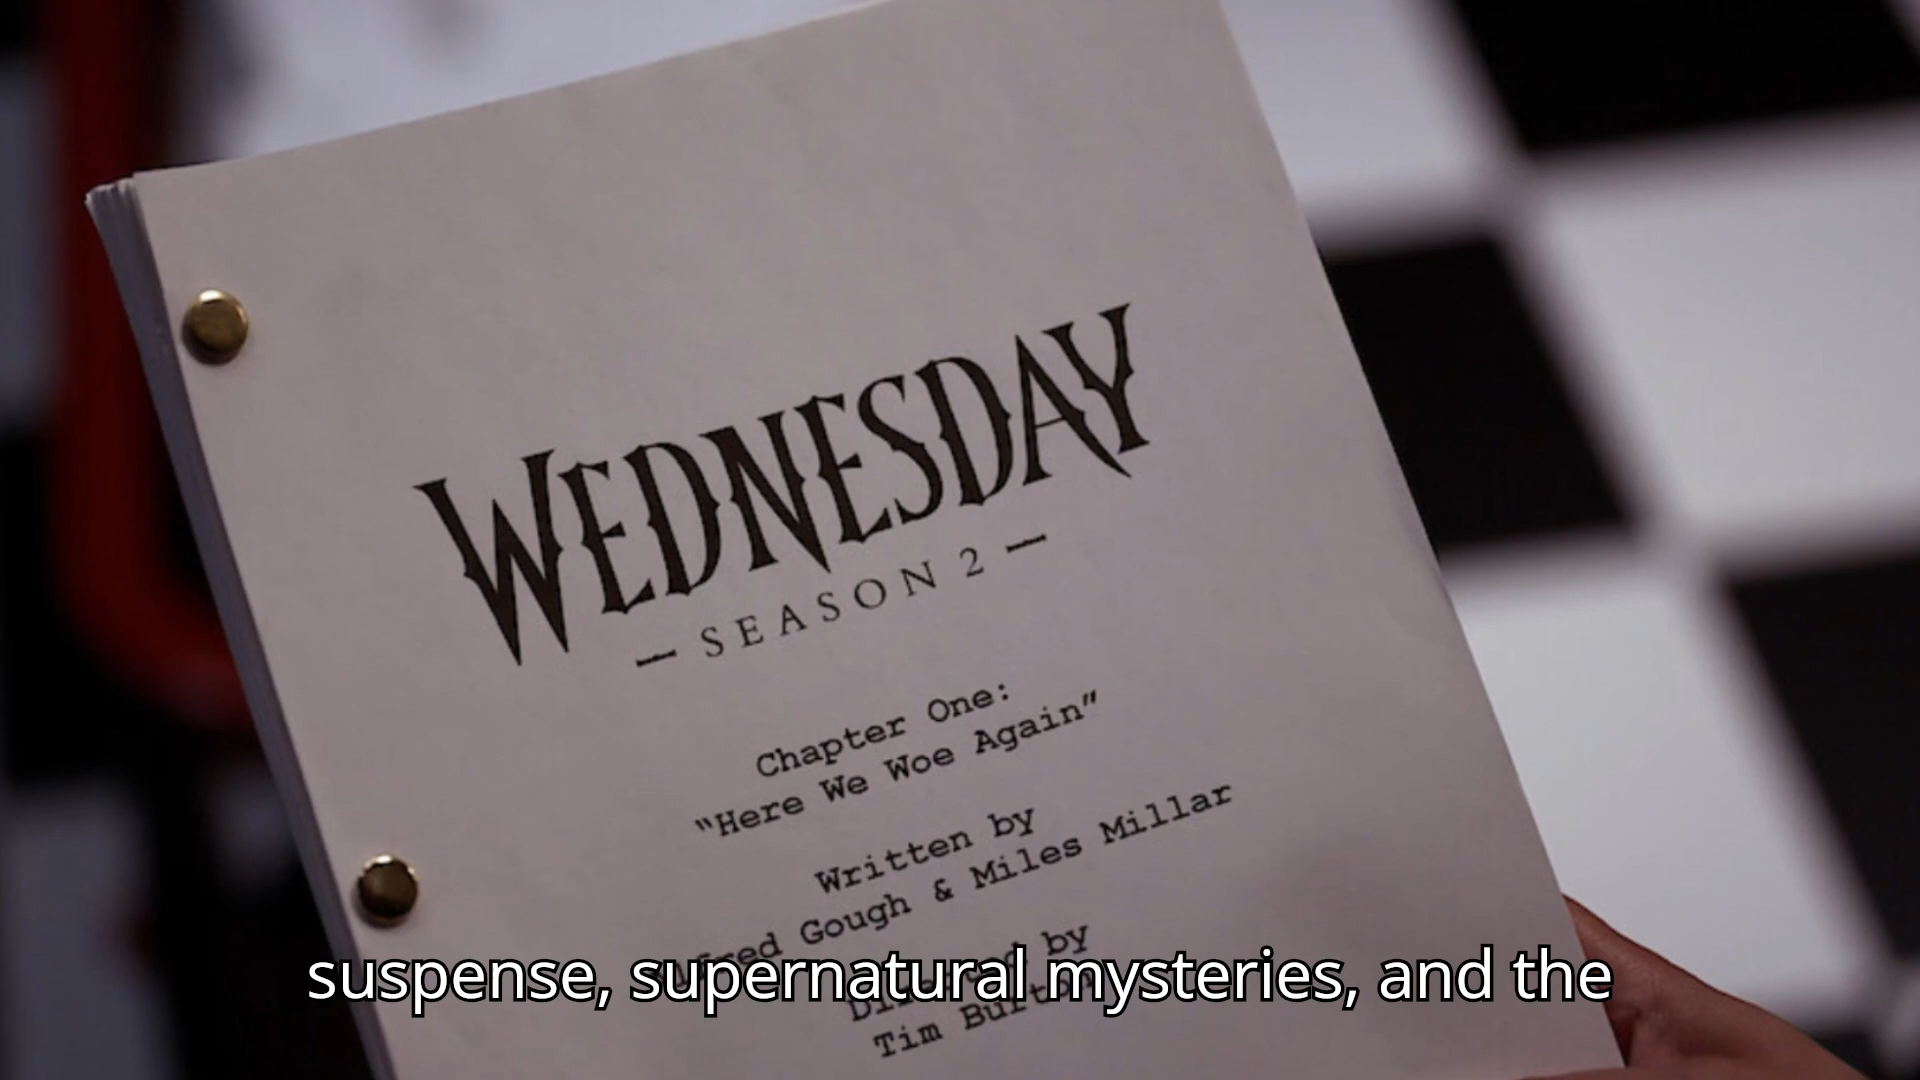 WEDNESDAY
— SEASON 2 —
Chapter One:
“Here We Woe Again”
Written by
Gough & Miles Millar
by
Tim
suspense, supernatural mysteries, and the